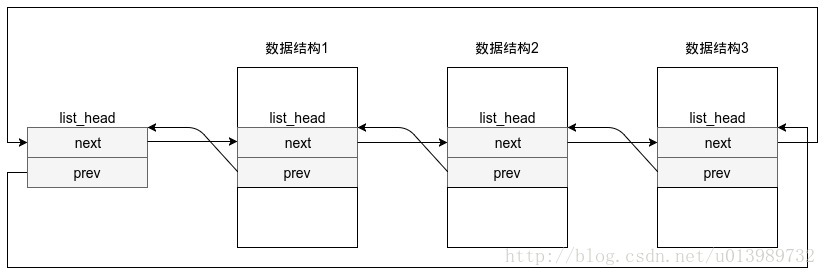 数据结构1 数据结构2 数据结构3
list_head list_head list_head list_head
next next next next
prev prev prev prev
http://blog.csdn.net/u013989732